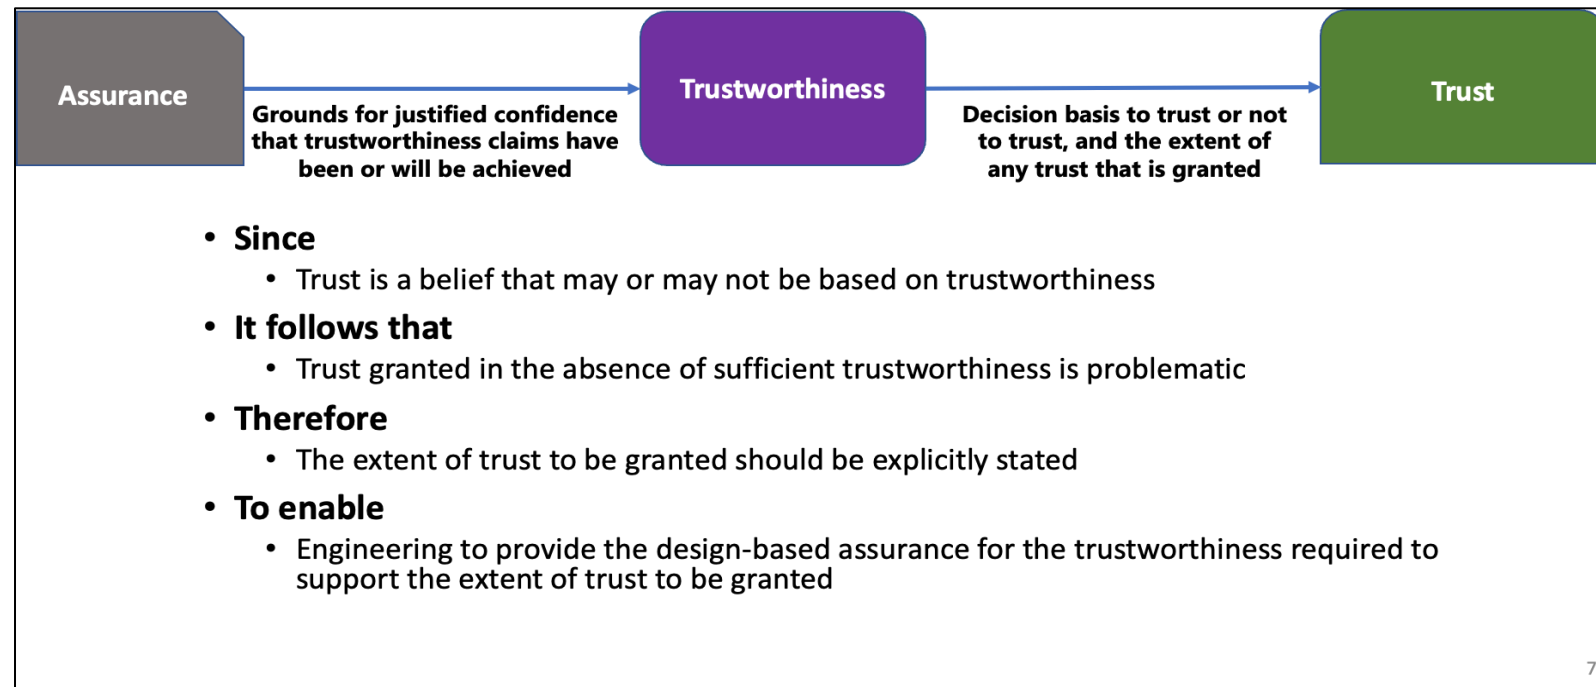 Assurance
Trustworthiness
Trust
Grounds for justified confidence
that trustworthiness claims have
been or will be achieved
Decision basis to trust or not
to trust, and the extent of
any trust that is granted
• Since
• Trust is a belief that may or may not be based on trustworthiness
• It follows that
• Trust granted in the absence of sufficient trustworthiness is problematic
• Therefore
• The extent of trust to be granted should be explicitly stated
• To enable
• Engineering to provide the design-based assurance for the trustworthiness required to
support the extent of trust to be granted
7